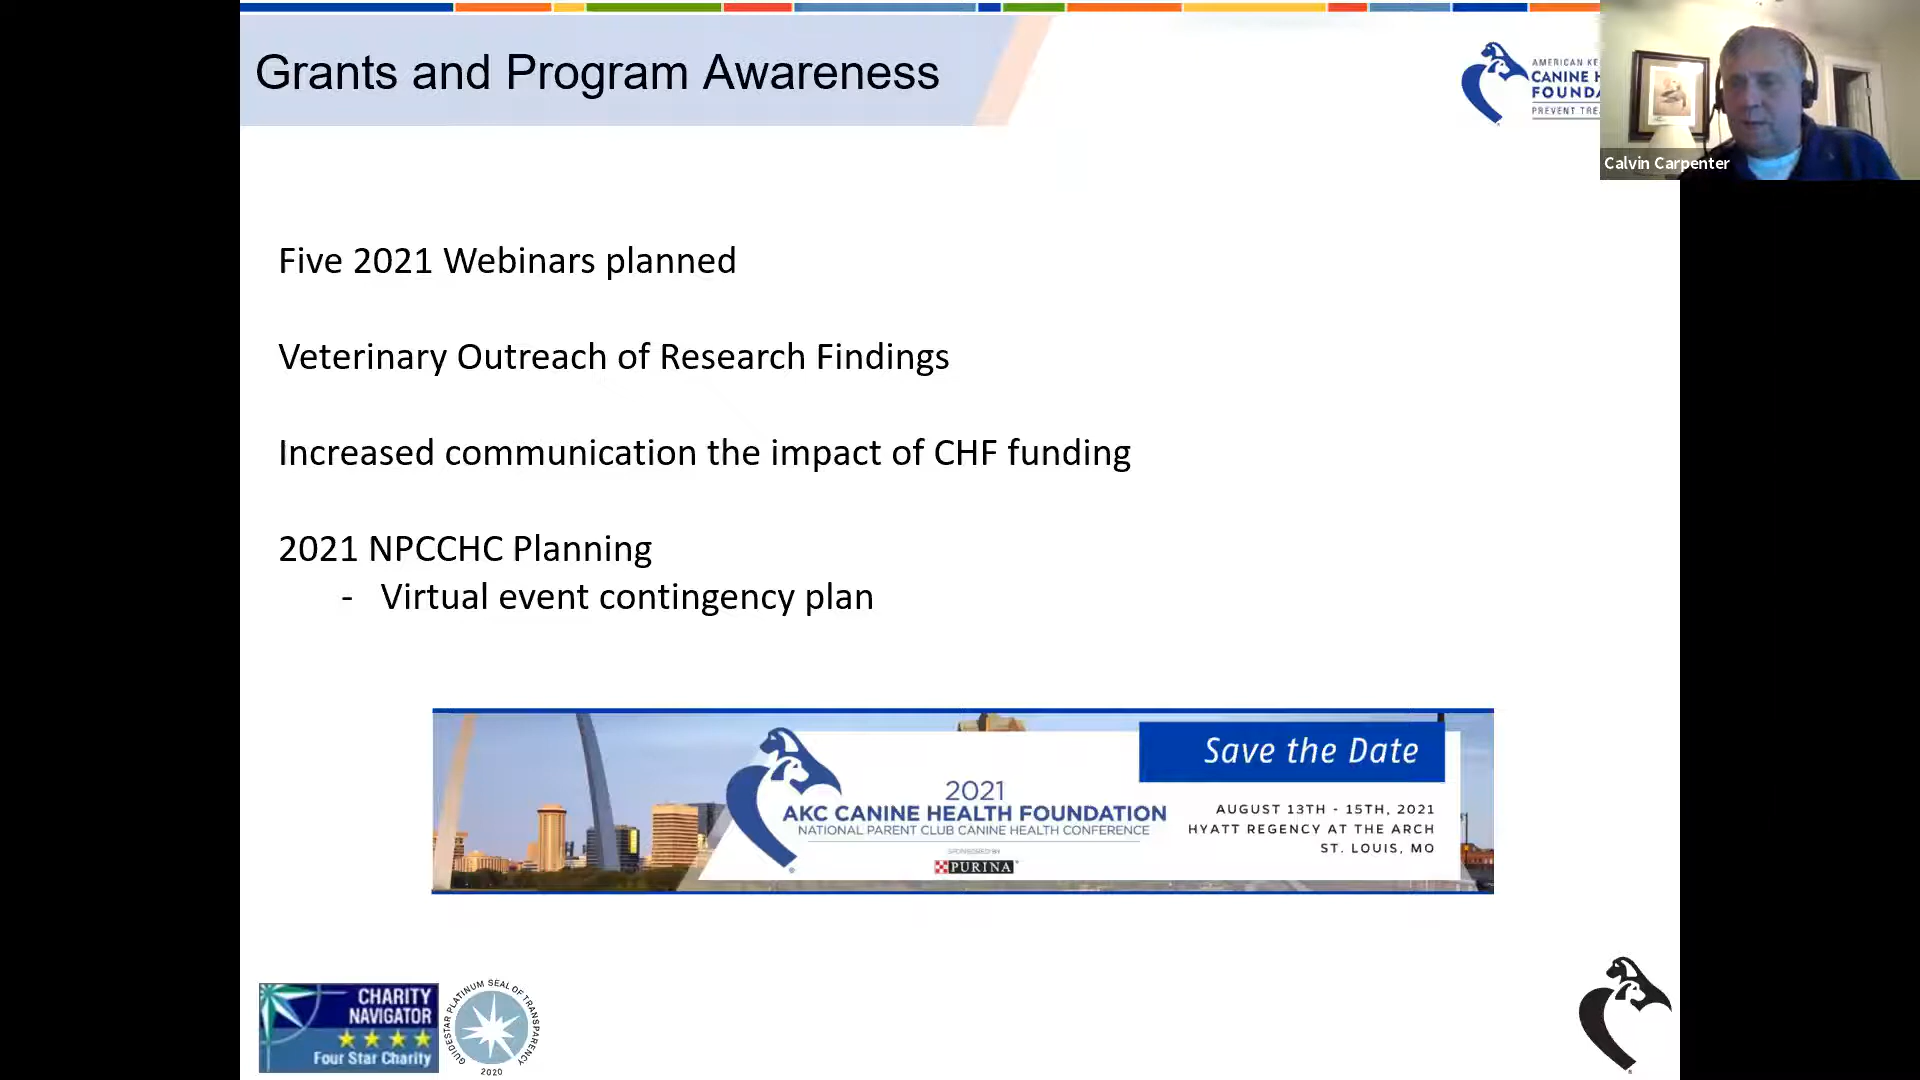 Grants and Program Awareness
AMERICAN KE
CANINE H
FOUNDA
PREVENT TRE
Calvin Carpenter
Five 2021 Webinars planned
Veterinary Outreach of Research Findings
Increased communication the impact of CHF funding
2021 NPCCHC Planning
- Virtual event contingency plan
Save the Date
2021
AKC CANINE HEALTH FOUNDATION
NATIONAL PARENT CLUB CANINE HEALTH CONFERENCE
SPONSORED BY
PURINA
AUGUST 13TH - 15TH, 2021
HYATT REGENCY AT THE ARCH
ST. LOUIS, MO
CHARITY
NAVIGATOR
Four Star Charity
GUIDESTAR PLATINUM SEAL OF TRANSPARENCY
2020